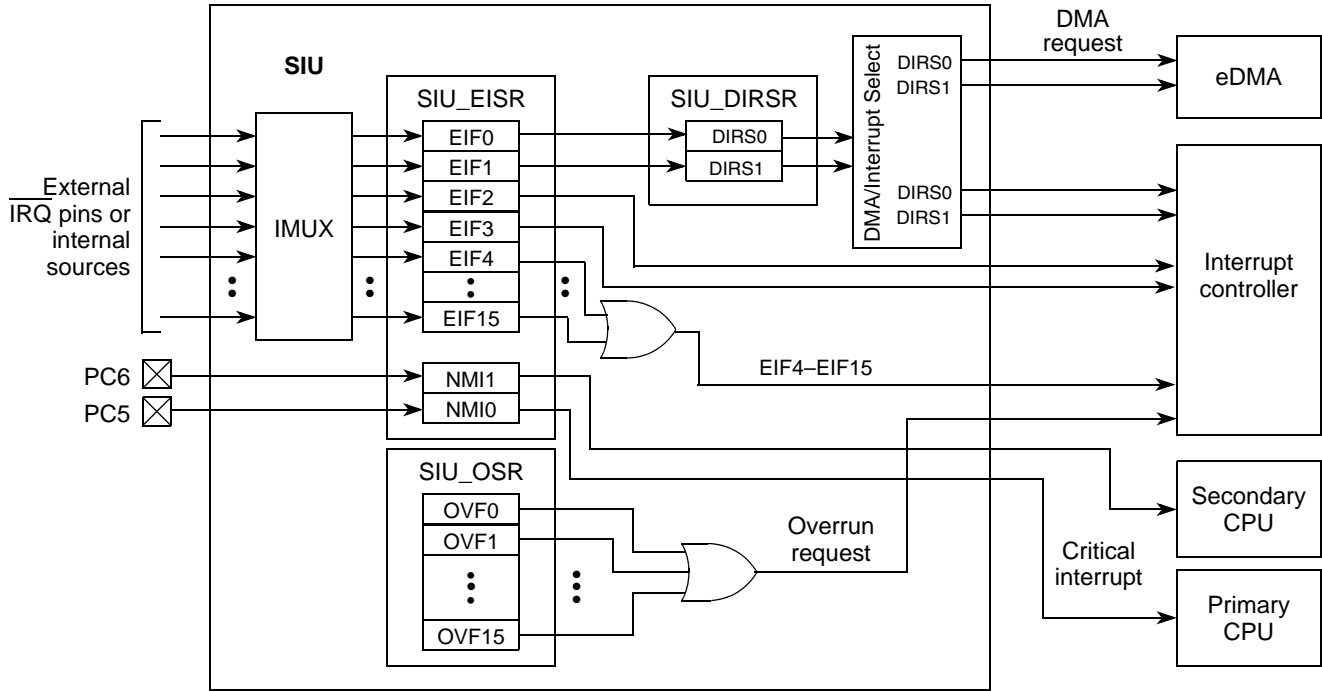 SIU
External
IRQ pins or
internal
sources
IMUX
PC6
PC5
SIU_EISR
EIF0
EIF1
EIF2
EIF3
EIF4
EIF15
NMI1
NMI0
SIU_OSR
OVF0
OVF1
OVF15
SIU_DIRSR
DIRS0
DIRS1
DMA/Interrupt Select
DIRS0
DIRS1
DIRS0
DIRS1
EIF4–EIF15
Overrun
request
DMA
request
Critical
interrupt
eDMA
Interrupt
controller
Secondary
CPU
Primary
CPU